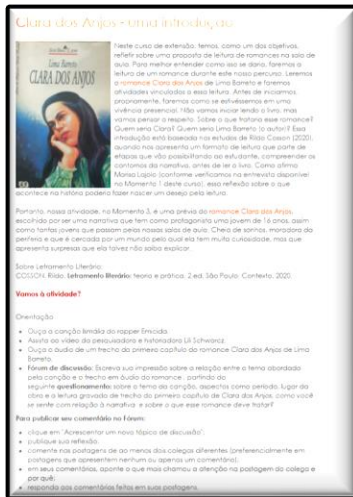 Clara dos Anjos - uma introdução
Lima Barreto
CLARA DOS ANJOS
Neste curso de extensão, temos, como um dos objetivos,
refletir sobre uma proposta de leitura de romances na sala de
aula. Para melhor entender como isso se daria, faremos a
leitura de um romance durante este nosso percurso. Leremos
o romance Clara dos Anjos de Lima Barreto e faremos
atividades vinculadas a essa leitura. Antes de iniciarmos,
propriamente, faremos como se estivéssemos em uma
vivência presencial. Não vamos iniciar lendo o livro, mas
vamos pensar a respeito. Sobre o que trataria esse romance?
Quem seria Clara? Quem seria Lima Barreto (o autor)? Essa
introdução está baseada nos estudos de Rildo Cosson (2020),
quando nos apresenta um formato de leitura que parte de
etapas que vão possibilitando ao estudante, compreender os
contornos da narrativa, antes de ler o livro. Como afirma
Marisa Lajolo (conforme verificamos na entrevista disponível
no Momento 1 deste curso), essa reflexão sobre o que
acontece na história poderia fazer nascer um desejo pela leitura.
Portanto, nossa atividade, no Momento 3, é uma prévia do romance Clara dos Anjos,
escolhido por ser uma narrativa que tem como protagonista uma jovem de 16 anos, assim
como tantas jovens que passam pelas nossas salas de aula. Cheia de sonhos, moradora da
periferia e que é cercada por um mundo pelo qual ela tem muita curiosidade, mas que
apresenta surpresas que ela talvez não saiba explicar.
Sobre Letramento Literário:
COSSON, Rildo. Letramento literário: teoria e prática. 2 ed. São Paulo: Contexto, 2020.
Vamos à atividade?
Orientação:
Ouça a canção Ismália do rapper Emicida.
Assista ao vídeo da pesquisadora e historiadora Lili Schwarcz.
Ouça o áudio de um trecho do primeiro capítulo do romance Clara dos Anjos de Lima
Barreto.
Fórum de discussão: Escreva sua impressão sobre a relação entre o tema abordado
pela canção e o trecho em áudio do romance, partindo do
seguinte questionamento: sobre o tema da canção, aspectos como período, lugar da
obra e a leitura gravada de trecho do primeiro capítulo de Clara dos Anjos, como você
se sente com relação à narrativa e sobre o que esse romance deve tratar?
Para publicar seu comentário no Fórum:
clique em "Acrescentar um novo tópico de discussão".
publique sua reflexão.
comente nas postagens de ao menos dos colegas diferentes (preferencialmente em
postagens que apresentem nenhum ou apenas um comentário).
em seus comentários, aponte o que mais chamou a atenção na postagem do colega e
por quê;
responda aos comentários feitos em suas postagens.